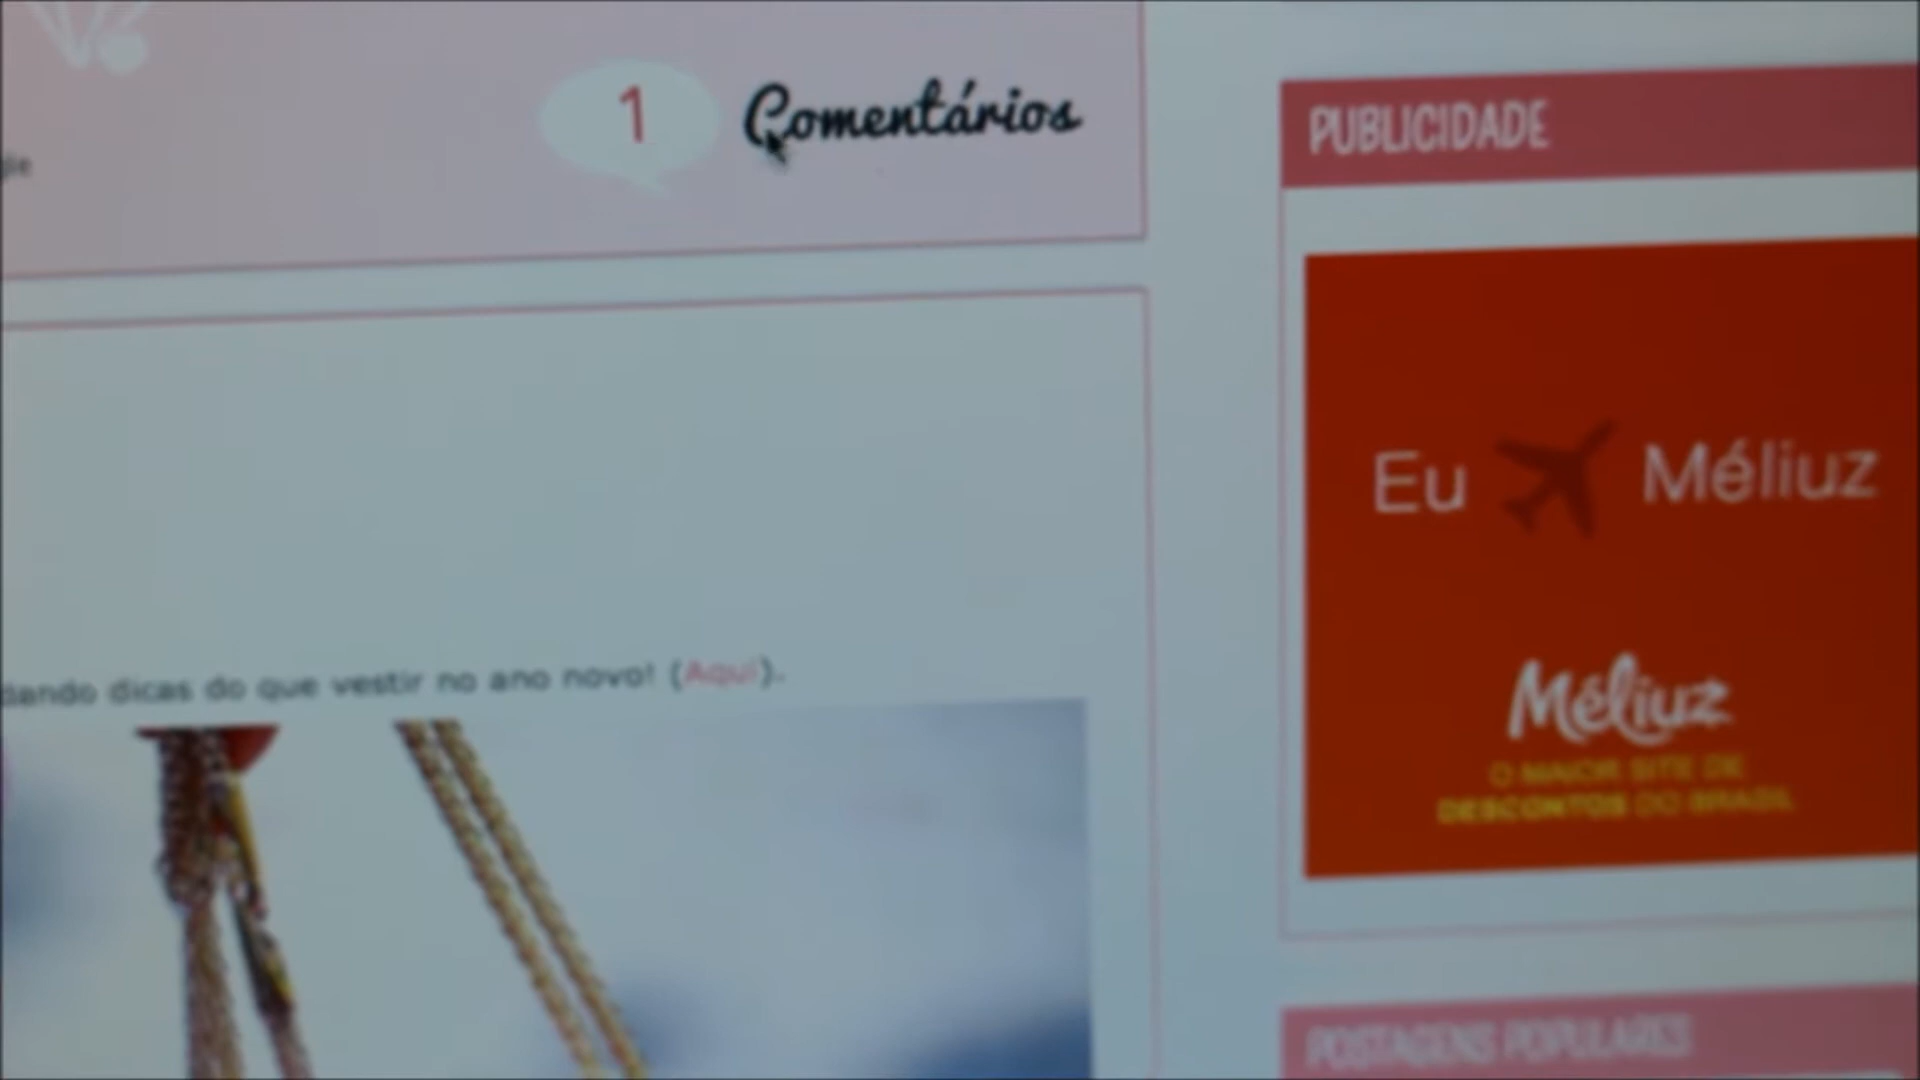 1 Comentários
dando dicas do que vestir no ano novo! (Aqui).
PUBLICIDADE
Eu Méliuz
Méliuz
O MAIOR SITE DE
DESCONTOS DO BRASIL
POSTAGENS POPULARES